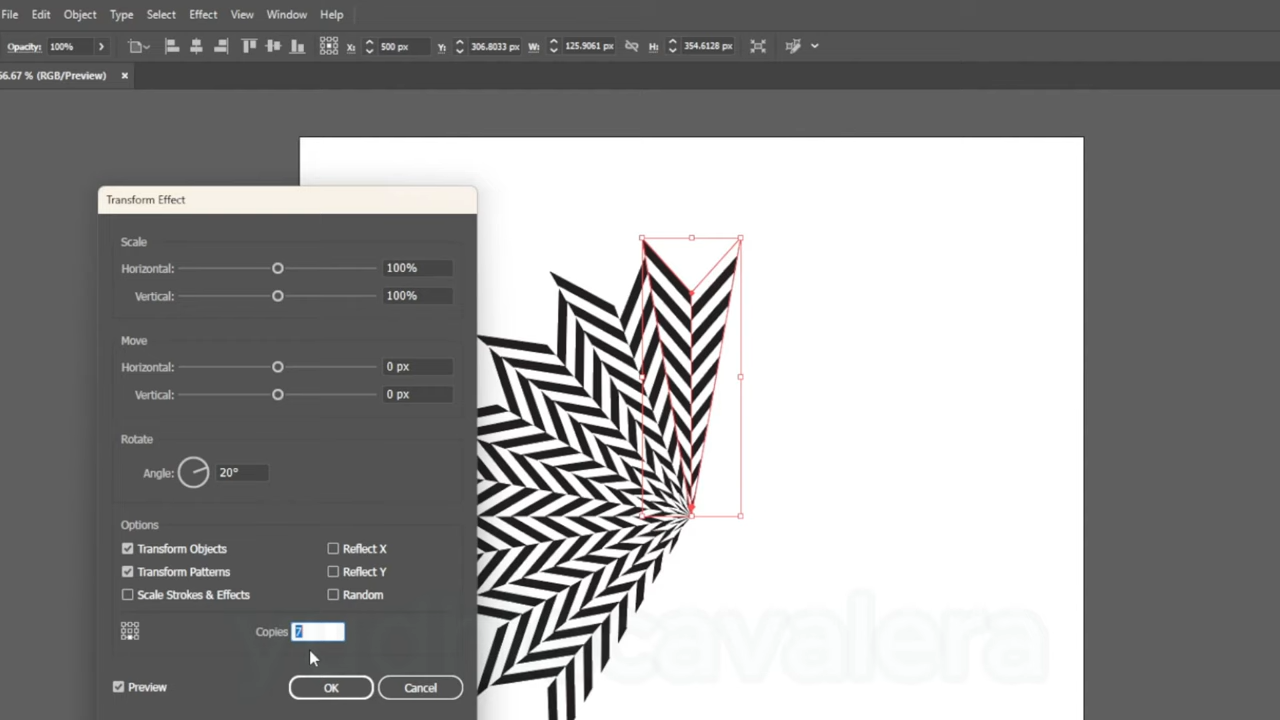 File Edit Object Type Select Effect View Window Help
Opacity: 100% X: 500 px Y: 306.8033 px W: 125.9061 px H: 354.6128 px
56.67 % (RGB/Preview) ×
Transform Effect
Scale
Horizontal: 100%
Vertical: 100%
Move
Horizontal: 0 px
Vertical: 0 px
Rotate
Angle: 20°
Options
Transform Objects Reflect X
Transform Patterns Reflect Y
Scale Strokes & Effects Random
Copies 7
cavalera
Preview OK Cancel